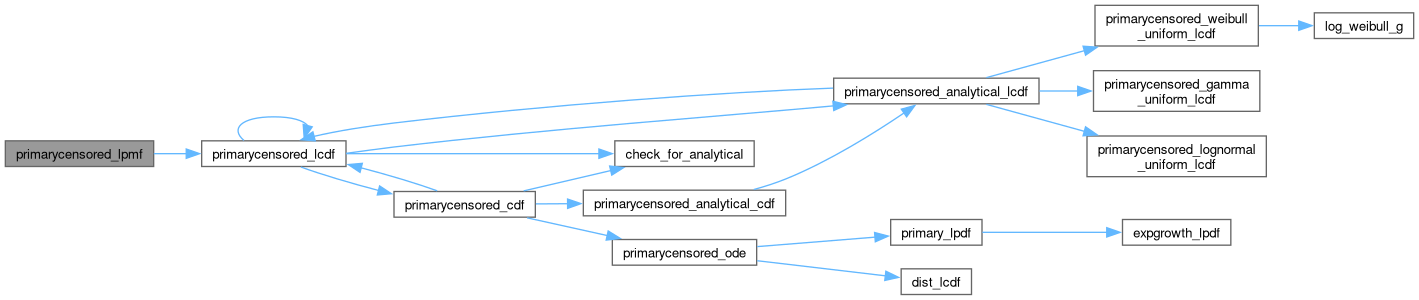 primarycensored_lpmf
primarycensored_lcdf
primarycensored_cdf
check_for_analytical
primarycensored_analytical_cdf
primarycensored_ode
primarycensored_analytical_lcdf
primary_lpdf
dist_lcdf
primarycensored_weibull
_uniform_lcdf
primarycensored_gamma
_uniform_lcdf
primarycensored_lognormal
_uniform_lcdf
expgrowth_lpdf
log_weibull_g